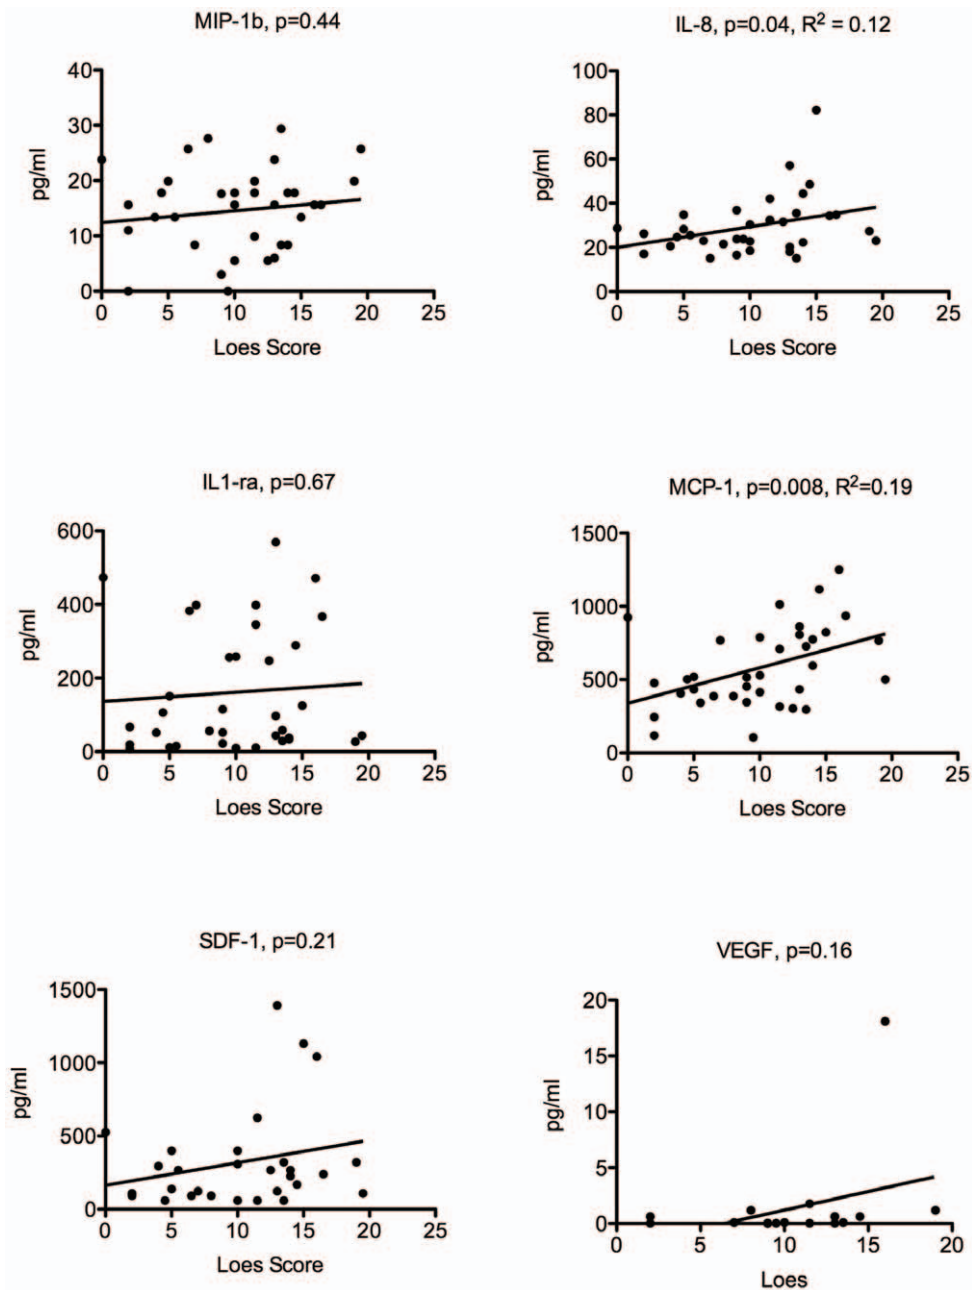 MIP-1b, p=0.44
40
30
20
10
0
pg/ml
0 5 10 15 20 25
Loes Score
IL-8, p=0.04, R² = 0.12
100
80
60
40
20
0
pg/ml
0 5 10 15 20 25
Loes Score
IL1-ra, p=0.67
600
400
200
0
pg/ml
0 5 10 15 20 25
Loes Score
MCP-1, p=0.008, R²=0.19
1500
1000
500
0
pg/ml
0 5 10 15 20 25
Loes Score
SDF-1, p=0.21
1500
1000
500
0
pg/ml
0 5 10 15 20 25
Loes Score
VEGF, p=0.16
20
15
10
5
0
pg/ml
0 5 10 15 20
Loes